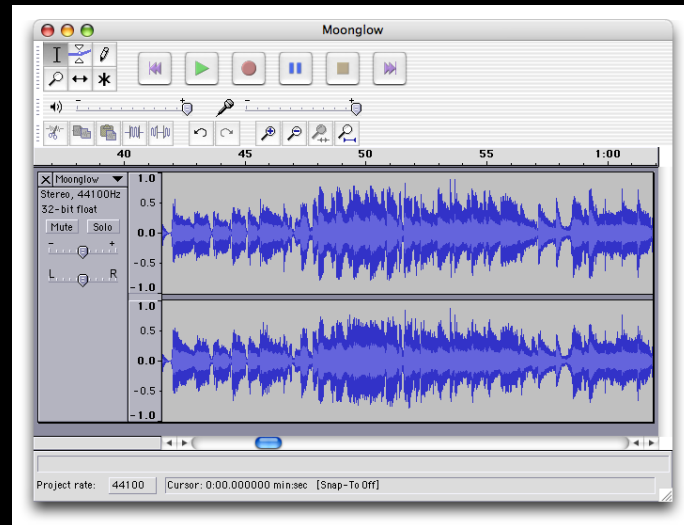 Moonglow
40 45 50 55 1:00
Moonglow
Stereo, 44100Hz
32-bit float
Mute Solo
- +
L R
1.0
0.5
0.0
-0.5
-1.0
1.0
0.5
0.0
-0.5
-1.0
Project rate: 44100 Cursor: 0:00.000000 min:sec [Snap-To Off]